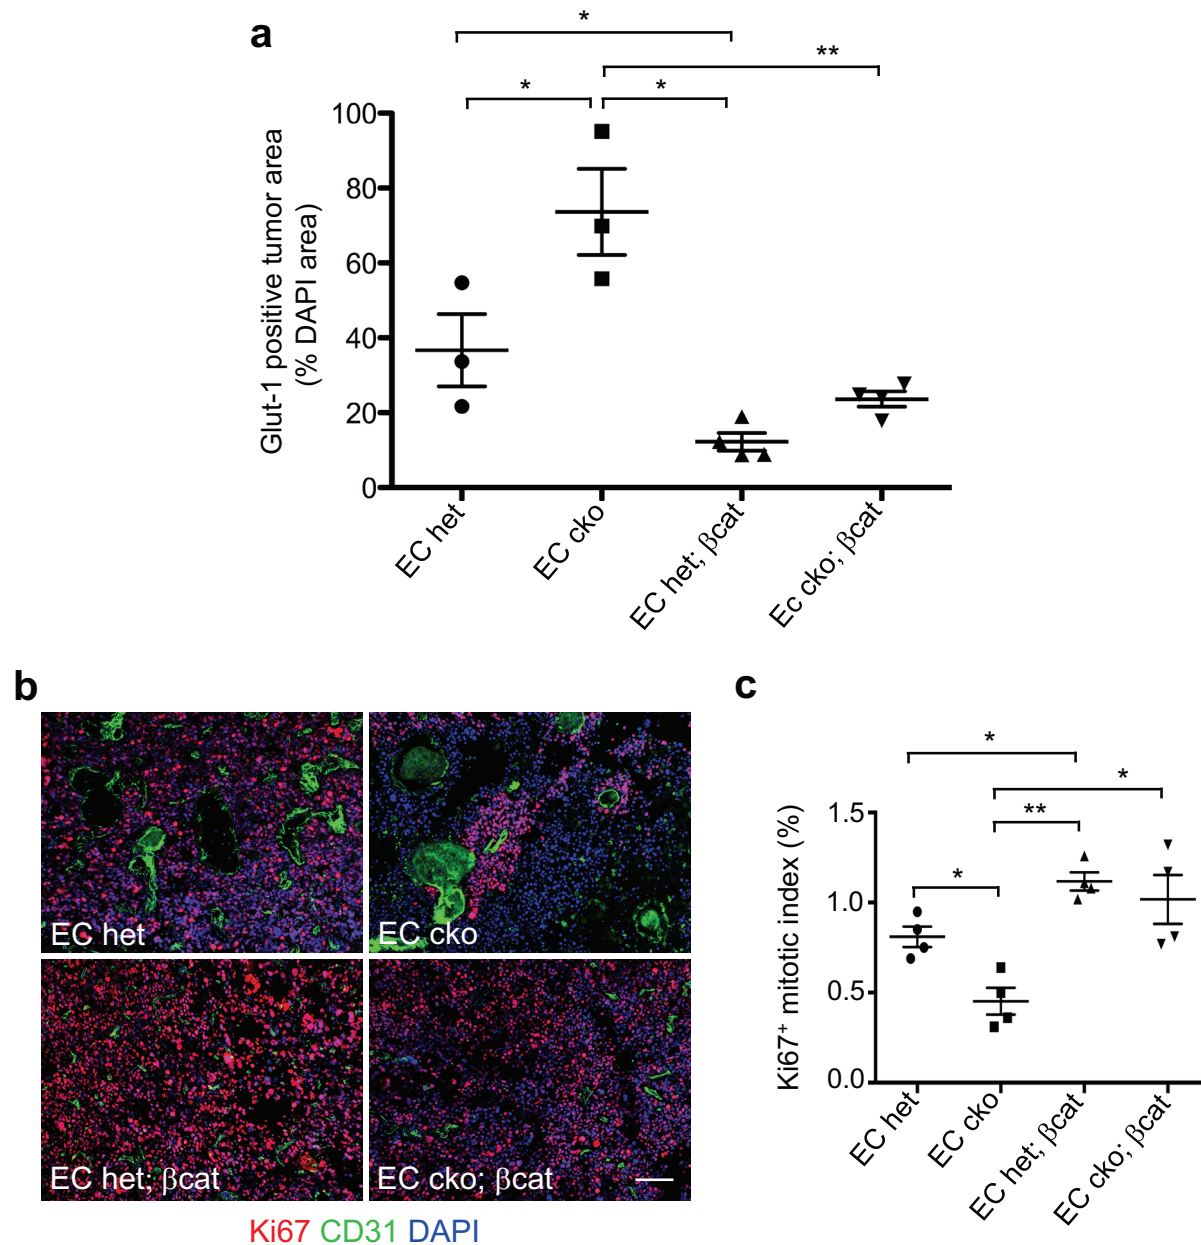 a
*
**
*
*
Glut-1 positive tumor area
(% DAPI area)
100
80
60
40
20
0
EC het
EC cko
EC het; βcat
Ec cko; βcat
b
EC het
EC cko
EC het; βcat
EC cko; βcat
Ki67 CD31 DAPI
c
*
*
**
*
Ki67⁺ mitotic index (%)
1.5
1.0
0.5
0.0
EC het
EC cko
EC het; βcat
EC cko; βcat